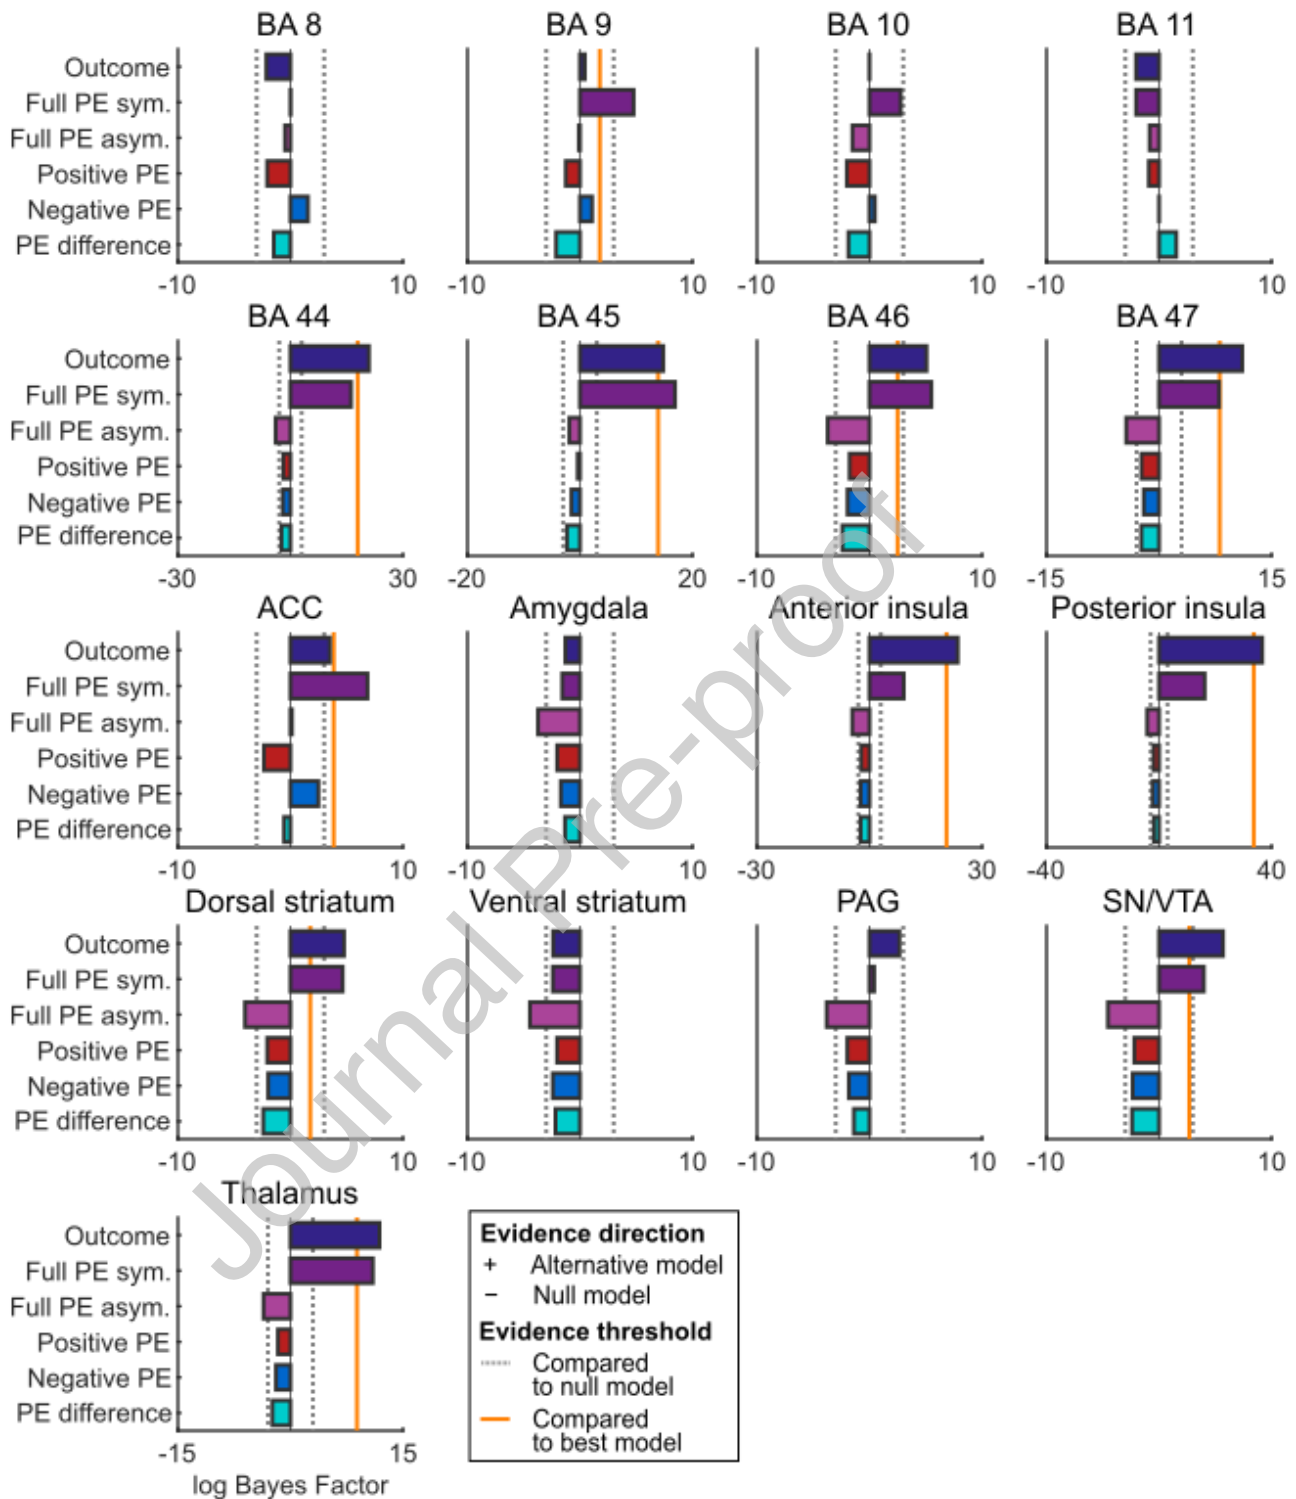 BA 8 BA 9 BA 10 BA 11
Outcome
Full PE sym.
Full PE asym.
Positive PE
Negative PE
PE difference
-10 10 -10 10 -10 10 -10 10
BA 44 BA 45 BA 46 BA 47
Outcome
Full PE sym.
Full PE asym.
Positive PE
Negative PE
PE difference
-30 30 -20 20 -10 10 -15 15
ACC Amygdala Anterior insula Posterior insula
Outcome
Full PE sym.
Full PE asym.
Positive PE
Negative PE
PE difference
-10 10 -10 10 -30 30 -40 40
Dorsal striatum Ventral striatum PAG SN/VTA
Outcome
Full PE sym.
Full PE asym.
Positive PE
Negative PE
PE difference
-10 10 -10 10 -10 10 -10 10
Thalamus
Outcome
Full PE sym.
Full PE asym.
Positive PE
Negative PE
PE difference
-15 15
log Bayes Factor
Evidence direction
+ Alternative model
− Null model
Evidence threshold
Compared
to null model
Compared
to best model
Journal Pre-proof